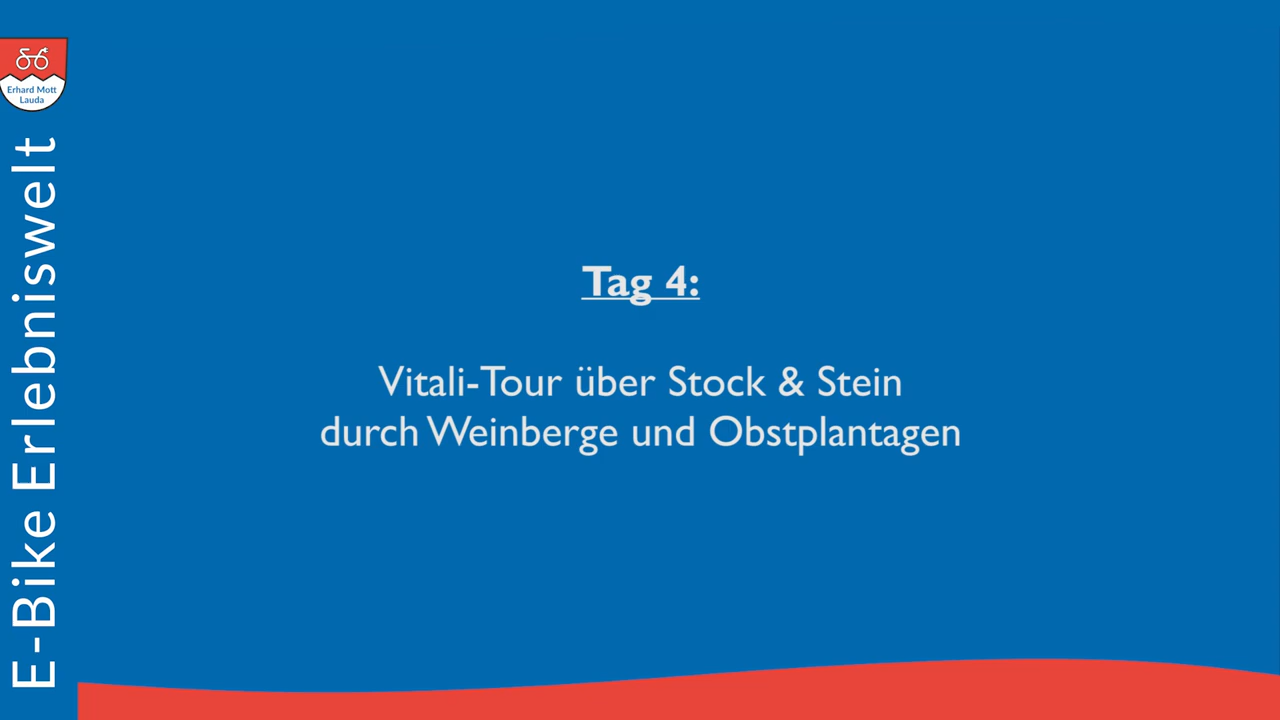 Erhard Mott
Lauda
E-Bike Erlebniswelt
Tag 4:
Vitali-Tour über Stock & Stein
durch Weinberge und Obstplantagen